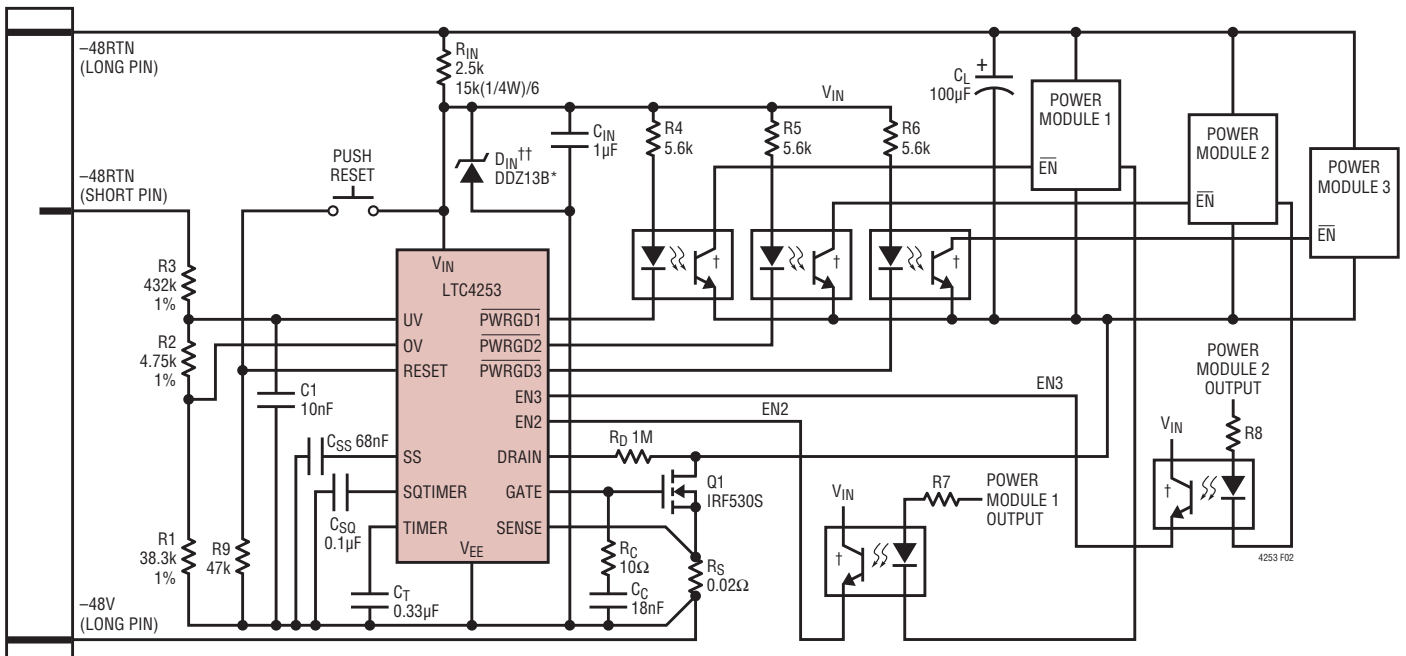 –48RTN
(LONG PIN)
RIN
2.5k
15k(1/4W)/6
VIN
CL
100µF
+
POWER
MODULE 1
EN
POWER
MODULE 2
EN
POWER
MODULE 3
EN
CIN
1µF
R4
5.6k
R5
5.6k
R6
5.6k
DIN††
DDZ13B*
PUSH
RESET
–48RTN
(SHORT PIN)
†
†
†
R3
432k
1%
R2
4.75k
1%
C1
10nF
VIN
LTC4253
UV
OV
RESET
SS
SQTIMER
TIMER
VEE
PWRGD1
PWRGD2
PWRGD3
EN3
EN2
DRAIN
GATE
SENSE
EN3
EN2
CSS 68nF
CSQ
0.1µF
RD 1M
Q1
IRF530S
R1
38.3k
1%
R9
47k
CT
0.33µF
RC
10Ω
CC
18nF
RS
0.02Ω
VIN
†
R7
POWER
MODULE 1
OUTPUT
POWER
MODULE 2
OUTPUT
VIN
R8
†
4253 F02
–48V
(LONG PIN)